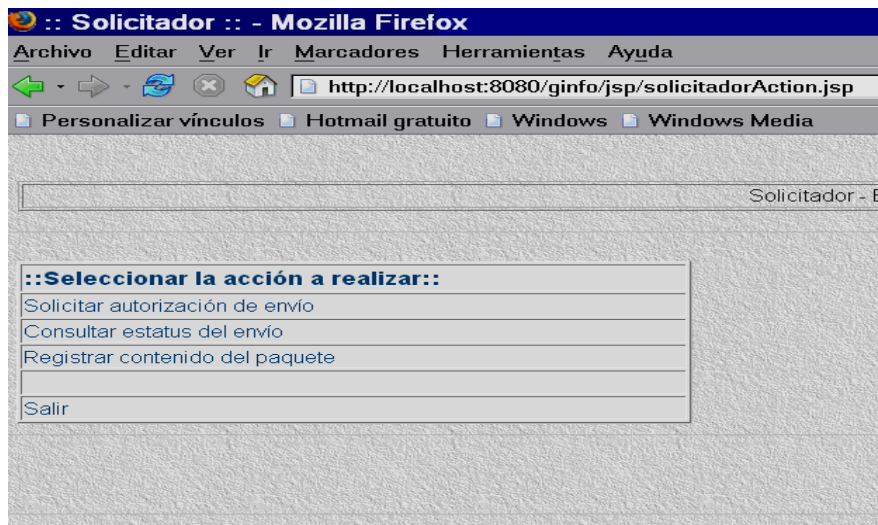 :: Solicitador :: - Mozilla Firefox
Archivo Editar Ver Ir Marcadores Herramientas Ayuda
http://localhost:8080/ginfo/jsp/solicitadorAction.jsp
Personalizar vínculos Hotmail gratuito Windows Windows Media
Solicitador -
::Seleccionar la acción a realizar::
Solicitar autorización de envío
Consultar estatus del envío
Registrar contenido del paquete
Salir